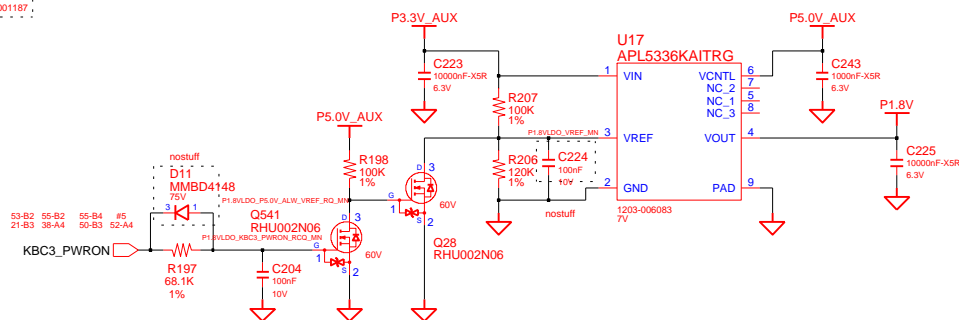 001187
P3.3V_AUX
P5.0V_AUX
U17
APL5336KAITRG
C223
10000nF-X5R
6.3V
1 VIN
VCNTL 6
NC_2 7
NC_1 5
NC_3 8
C243
10000nF-X5R
6.3V
R207
100K
1%
P1.8V
P5.0V_AUX
P1.8VLDO_VREF_MN
3 VREF
VOUT 4
R198
100K
1%
R206
120K
1%
C224
100nF
10V
C225
10000nF-X5R
6.3V
nostuff
D11
MMBD4148
75V
3 1
D 3
G 1
S 2
60V
2 GND
PAD 9
nostuff
1203-006083
7V
P1.8VLDO_P5.0V_ALW_VREF_RQ_MN
Q541
RHU002N06
P1.8VLDO_KBC3_PWRON_RCQ_MN
D 3
G 1
S 2
60V
Q28
RHU002N06
53-B2 55-B2 55-B4 #5
21-B3 38-A4 50-B3 52-A4
KBC3_PWRON
R197
68.1K
1%
C204
100nF
10V